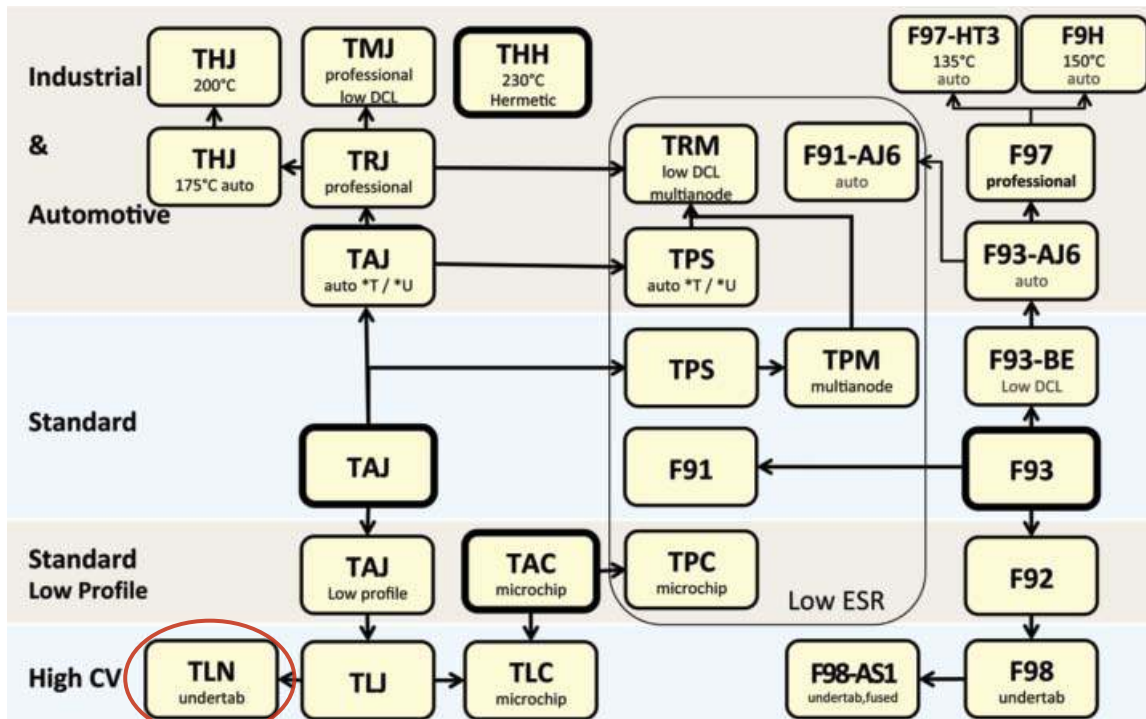 Industrial
&
Automotive
THJ
200°C
TMJ
professional
low DCL
THH
230°C
Hermetic
F97-HT3
135°C
auto
F9H
150°C
auto
THJ
175°C auto
TRJ
professional
TRM
low DCL
multianode
F91-AJ6
auto
F97
professional
TAJ
auto *T / *U
TPS
auto *T / *U
F93-AJ6
auto
Standard
TPS
TPM
multianode
F93-BE
Low DCL
TAJ
F91
F93
Standard
Low Profile
TAJ
Low profile
TAC
microchip
TPC
microchip
Low ESR
F92
High CV
TLN
undertab
TLJ
TLC
microchip
F98-AS1
undertab,fused
F98
undertab